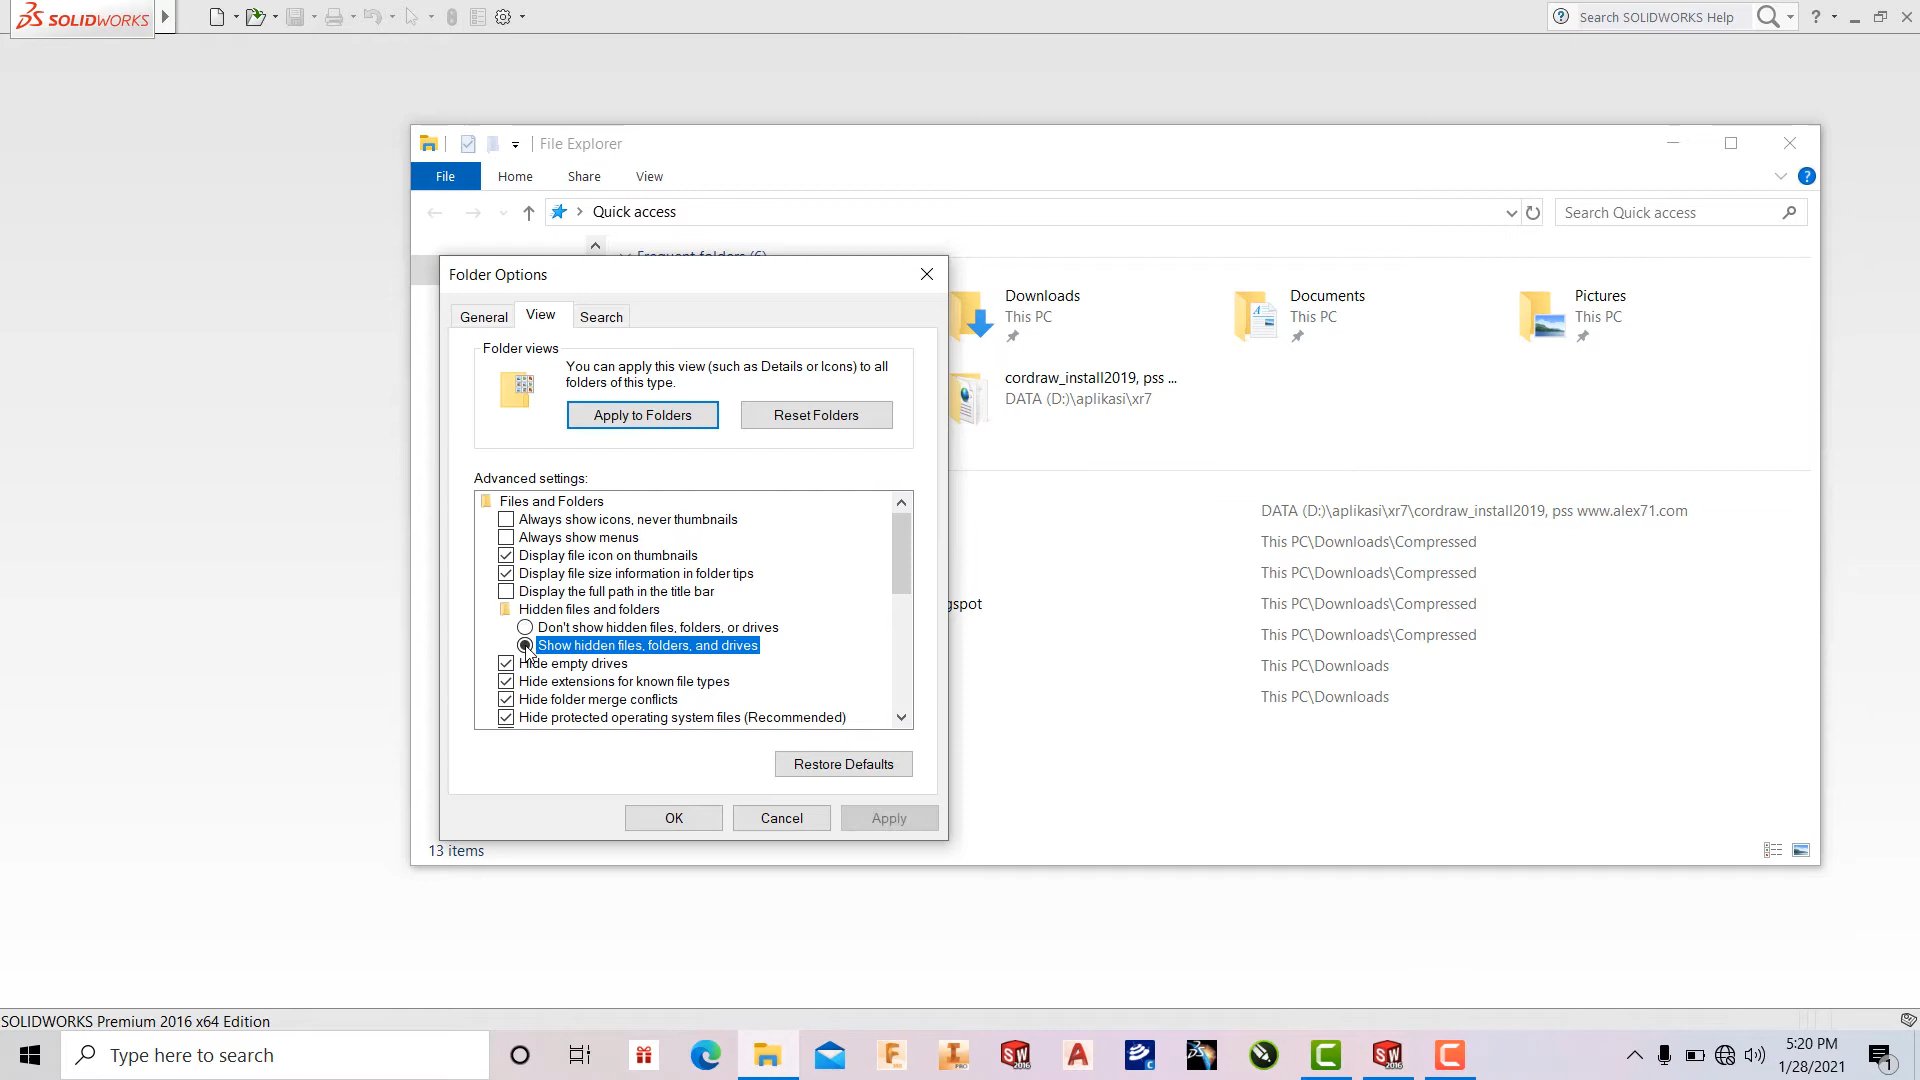 SOLIDWORKS
Search SOLIDWORKS Help
File Explorer
File Home Share View
Quick access
Search Quick access
Folder Options
General View Search
Folder views
You can apply this view (such as Details or Icons) to all
folders of this type.
Apply to Folders
Reset Folders
Advanced settings:
Files and Folders
Always show icons, never thumbnails
Always show menus
Display file icon on thumbnails
Display file size information in folder tips
Display the full path in the title bar
Hidden files and folders
Don't show hidden files, folders, or drives
Show hidden files, folders, and drives
Hide empty drives
Hide extensions for known file types
Hide folder merge conflicts
Hide protected operating system files (Recommended)
Restore Defaults
OK
Cancel
Apply
Downloads
This PC
Documents
This PC
Pictures
This PC
cordraw_install2019, pss ...
DATA (D:)\aplikasi\xr7
DATA (D:)\aplikasi\xr7\cordraw_install2019, pss www.alex71.com
This PC\Downloads\Compressed
This PC\Downloads\Compressed
This PC\Downloads\Compressed
gspot This PC\Downloads\Compressed
This PC\Downloads\Compressed
This PC\Downloads
This PC\Downloads
13 items
SOLIDWORKS Premium 2016 x64 Edition
Type here to search
5:20 PM
1/28/2021